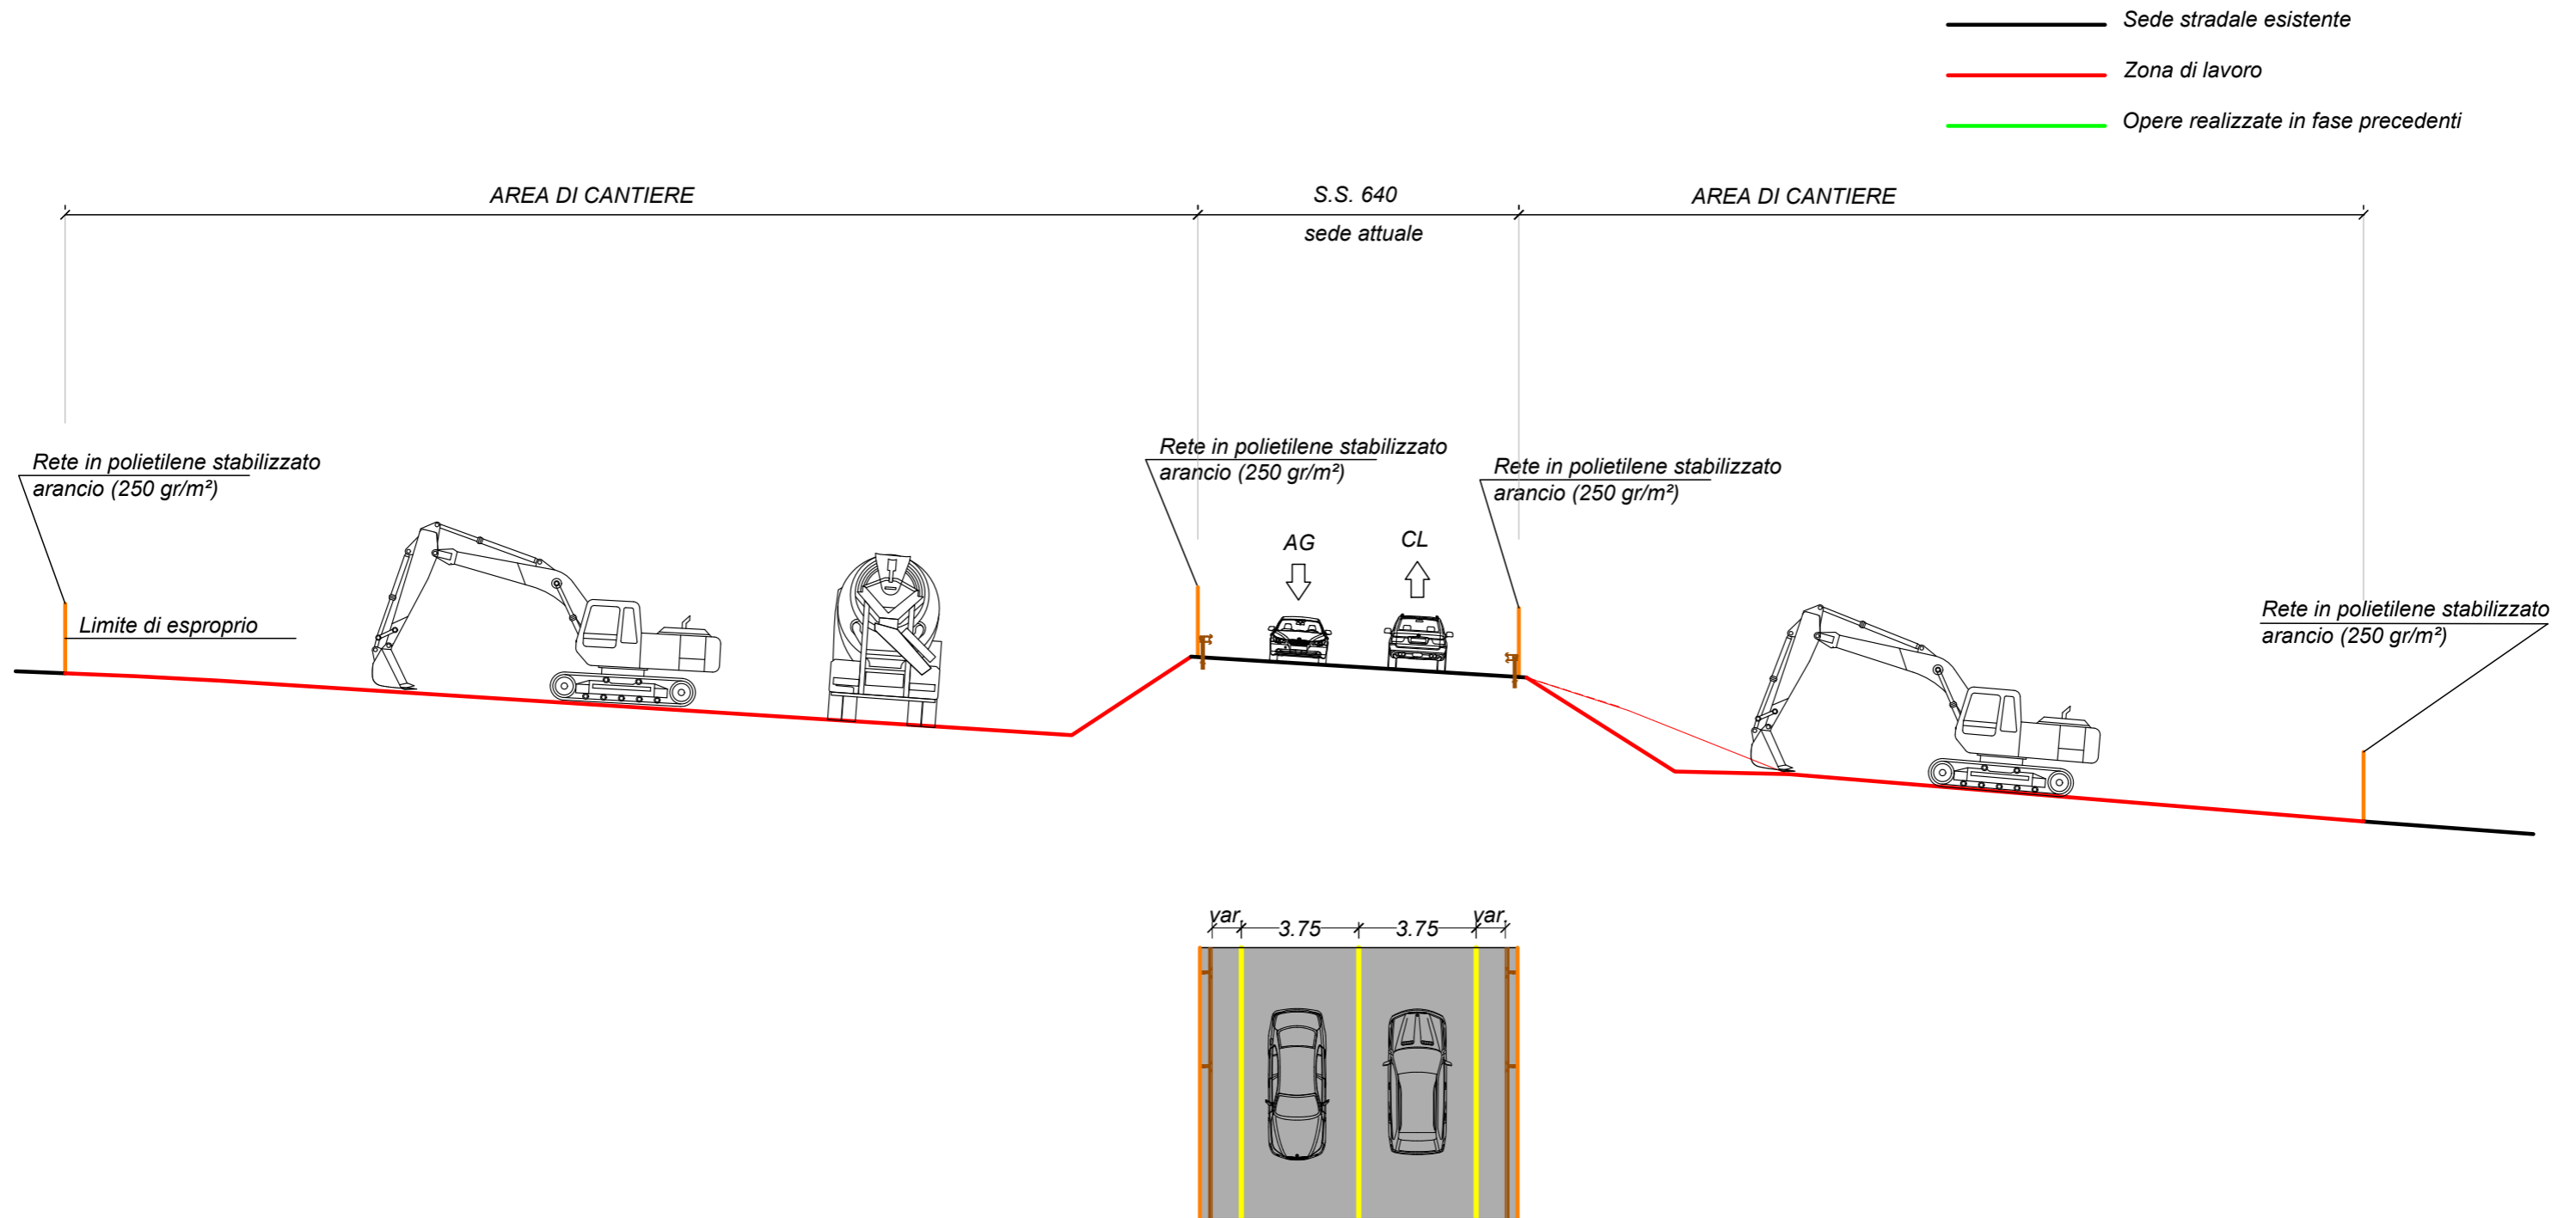 Sede stradale esistente
Zona di lavoro
Opere realizzate in fase precedenti
AREA DI CANTIERE
S.S. 640
AREA DI CANTIERE
sede attuale
Rete in polietilene stabilizzato
arancio (250 gr/m²)
Rete in polietilene stabilizzato
arancio (250 gr/m²)
Rete in polietilene stabilizzato
arancio (250 gr/m²)
AG
CL
Limite di esproprio
Rete in polietilene stabilizzato
arancio (250 gr/m²)
var. 3.75 3.75 var.